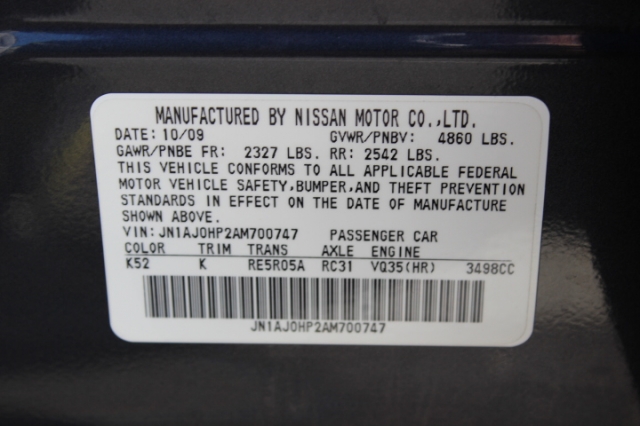 MANUFACTURED BY NISSAN MOTOR CO.,LTD.
DATE: 10/09 GVWR/PNBV: 4860 LBS.
GAWR/PNBE FR: 2327 LBS. RR: 2542 LBS.
THIS VEHICLE CONFORMS TO ALL APPLICABLE FEDERAL
MOTOR VEHICLE SAFETY,BUMPER,AND THEFT PREVENTION
STANDARDS IN EFFECT ON THE DATE OF MANUFACTURE
SHOWN ABOVE.
VIN: JN1AJ0HP2AM700747 PASSENGER CAR
COLOR TRIM TRANS AXLE ENGINE
K52 K RE5R05A RC31 VQ35(HR) 3498CC
JN1AJ0HP2AM700747